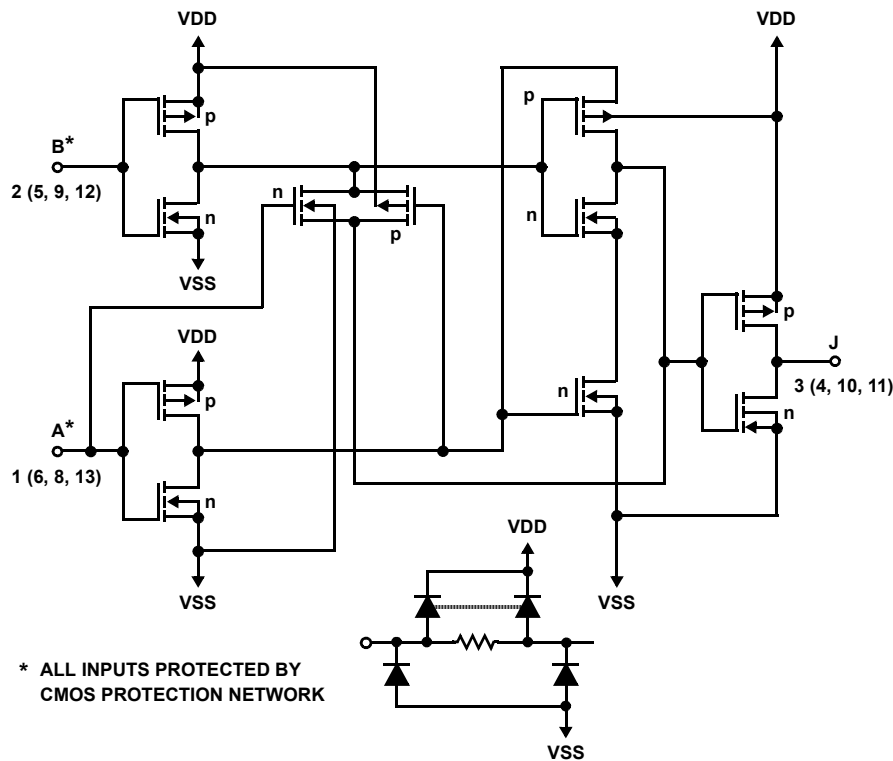 VDD
VDD
p
p
B*
2 (5, 9, 12)
n
n
n
p
VSS
VDD
p
J
p
n
3 (4, 10, 11)
A*
n
1 (6, 8, 13)
n
VDD
VSS
VSS
* ALL INPUTS PROTECTED BY
CMOS PROTECTION NETWORK
VSS